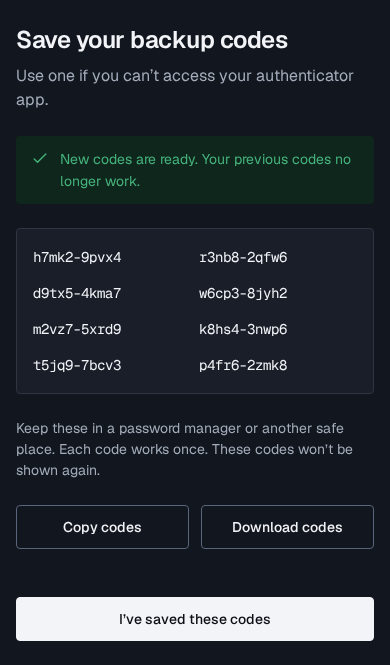 Save your backup codes
Use one if you can’t access your authenticator
app.
New codes are ready. Your previous codes no
longer work.
h7mk2-9pvx4 r3nb8-2qfw6
d9tx5-4kma7 w6cp3-8jyh2
m2vz7-5xrd9 k8hs4-3nwp6
t5jq9-7bcv3 p4fr6-2zmk8
Keep these in a password manager or another safe
place. Each code works once. These codes won’t be
shown again.
Copy codes Download codes
I’ve saved these codes